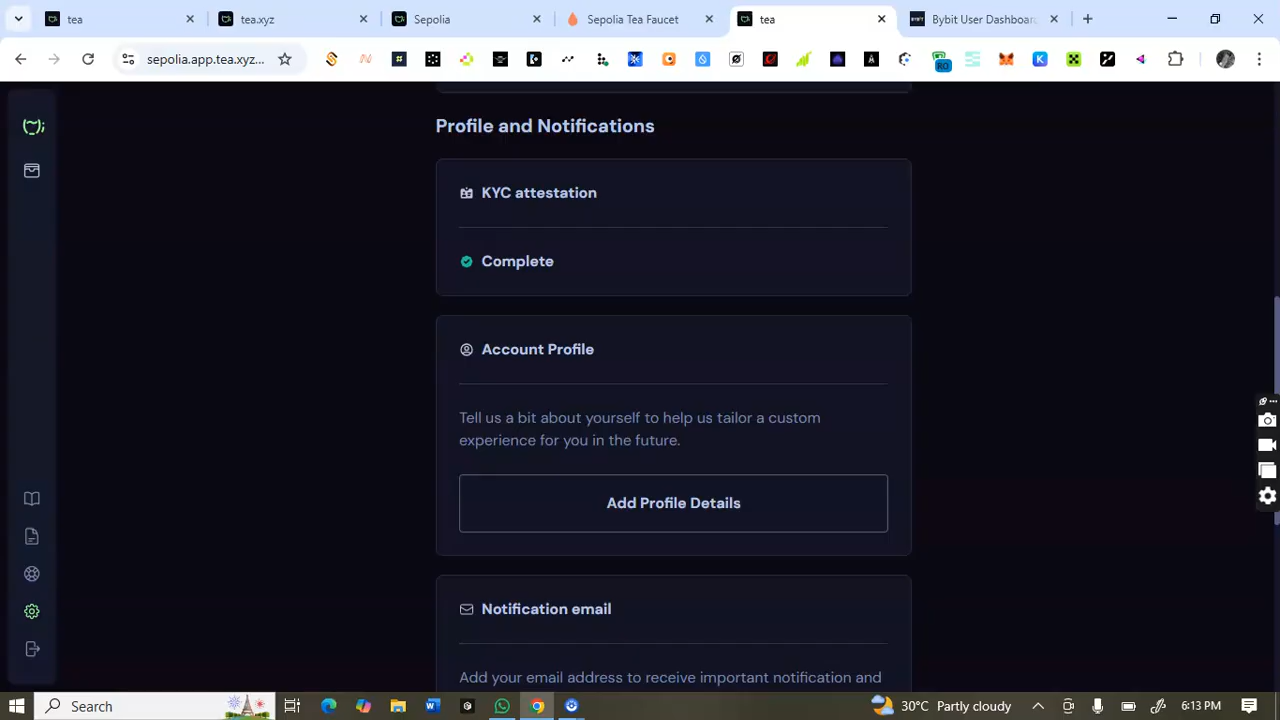 tea
tea.xyz
Sepolia
Sepolia Tea Faucet
tea
Bybit User Dashboard
sepolia.app.tea.xyz...
Profile and Notifications
KYC attestation
Complete
Account Profile
Tell us a bit about yourself to help us tailor a custom
experience for you in the future.
Add Profile Details
Notification email
Add your email address to receive important notification and
Search
30°C Partly cloudy
6:13 PM